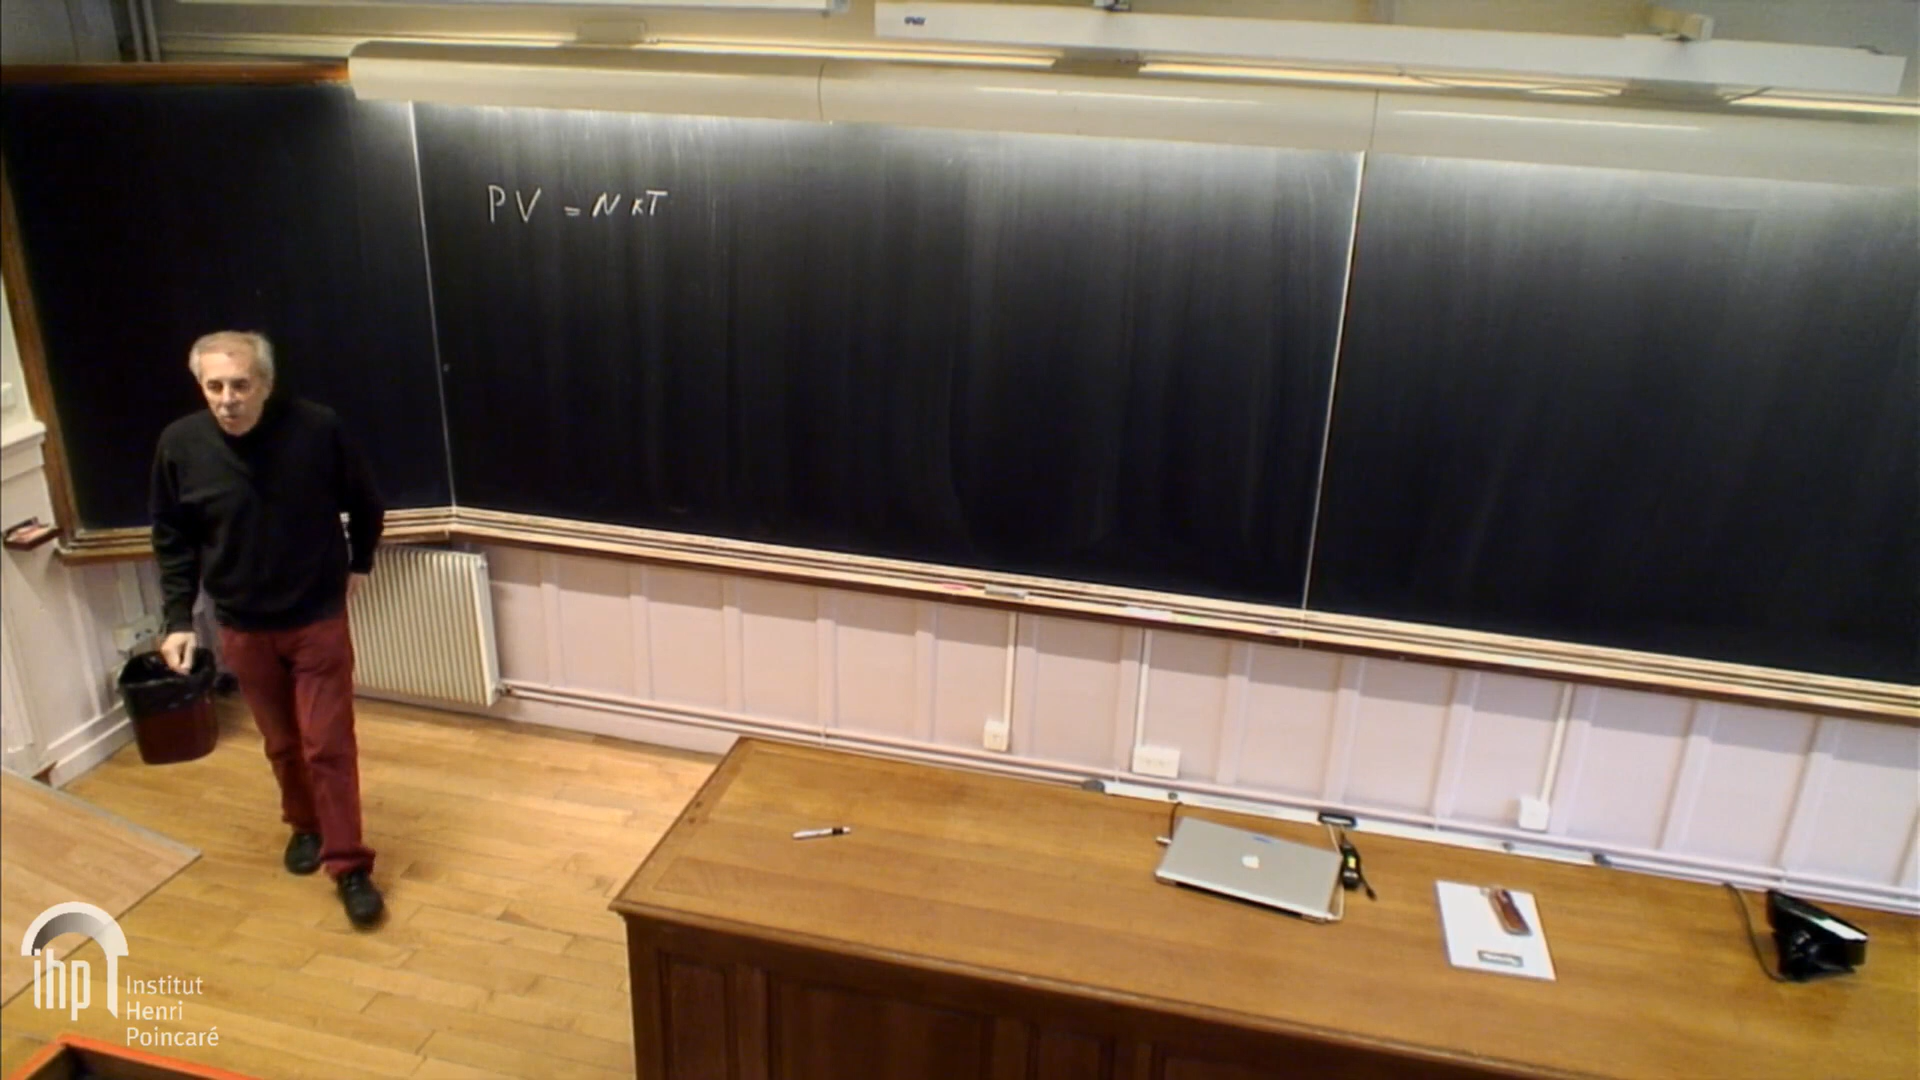 PV = NkT
ihp Institut
Henri
Poincaré